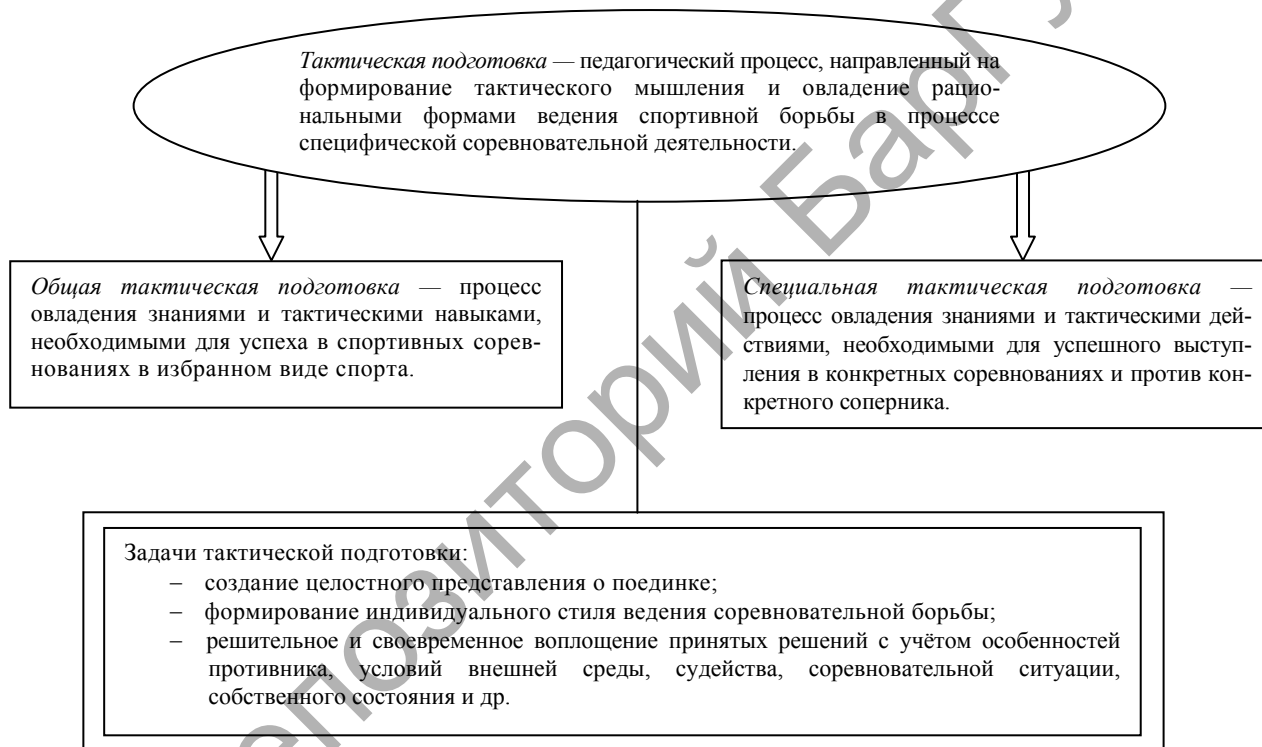 Тактическая подготовка — педагогический процесс, направленный на
формирование тактического мышления и овладение рацио-
нальными формами ведения спортивной борьбы в процессе
специфической соревновательной деятельности.
Общая тактическая подготовка — процесс
овладения знаниями и тактическими навыками,
необходимыми для успеха в спортивных сорев-
нованиях в избранном виде спорта.
Специальная тактическая подготовка —
процесс овладения знаниями и тактическими дей-
ствиями, необходимыми для успешного выступ-
ления в конкретных соревнованиях и против кон-
кретного соперника.
Задачи тактической подготовки:
– создание целостного представления о поединке;
– формирование индивидуального стиля ведения соревновательной борьбы;
– решительное и своевременное воплощение принятых решений с учётом особенностей
противника, условий внешней среды, судейства, соревновательной ситуации,
собственного состояния и др.